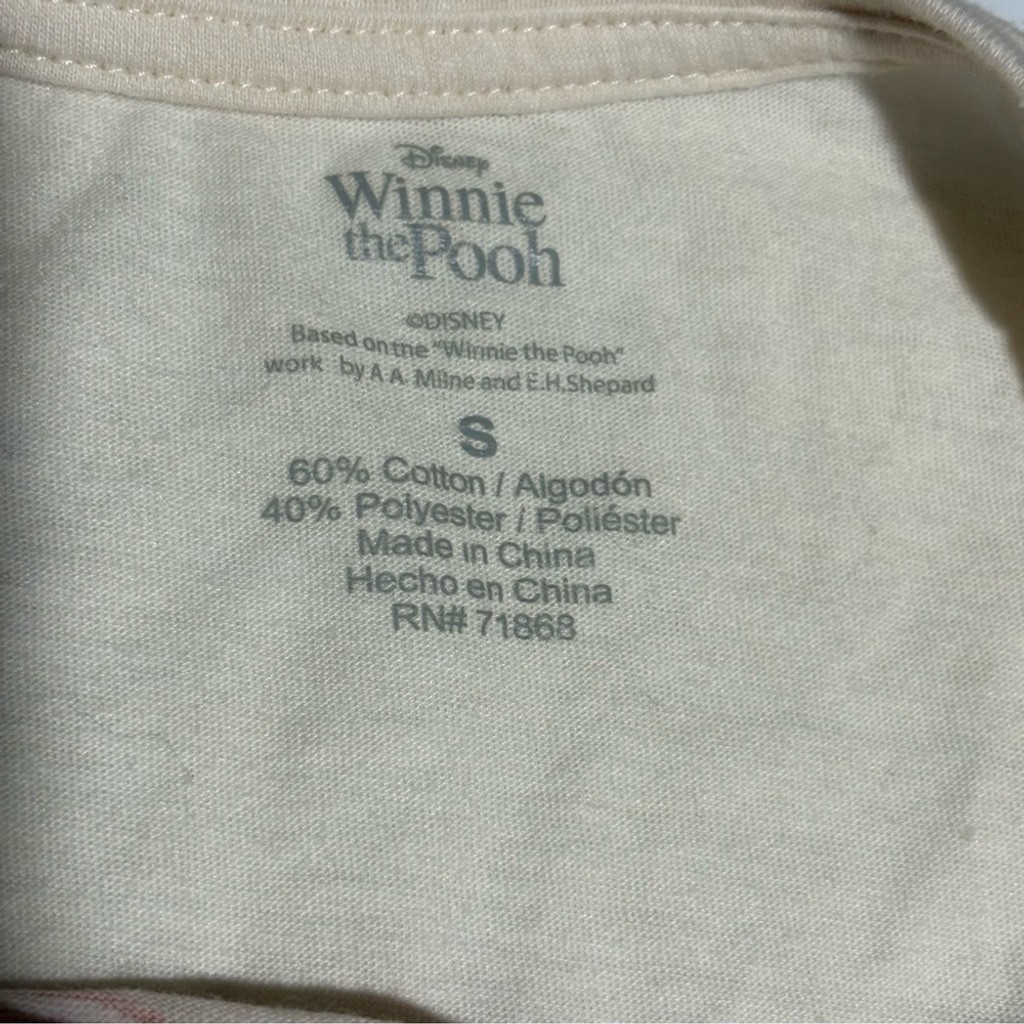 Disney
Winnie
the Pooh
©DISNEY
Based on the "Winnie the Pooh"
work by A A. Milne and E.H.Shepard
S
60% Cotton / Algodón
40% Polyester / Poliéster
Made in China
Hecho en China
RN# 71868